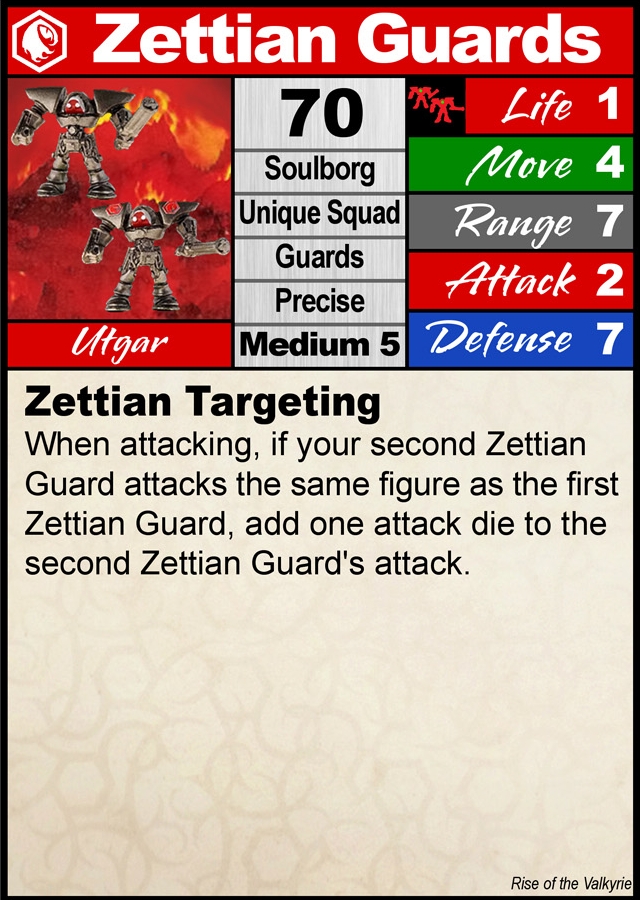 Zettian Guards
70
Soulborg
Unique Squad
Guards
Precise
Medium 5
Life 1
Move 4
Range 7
Attack 2
Defense 7
Utgar
Zettian Targeting
When attacking, if your second Zettian
Guard attacks the same figure as the first
Zettian Guard, add one attack die to the
second Zettian Guard's attack.
Rise of the Valkyrie